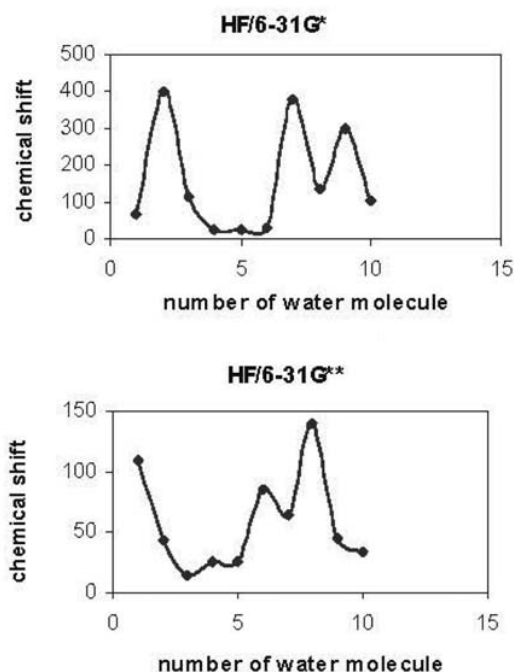 HF/6-31G*
500
400
300
200
100
0
chemical shift
0 5 10 15
number of water molecule
HF/6-31G**
150
100
50
0
chemical shift
0 5 10 15
number of water molecule